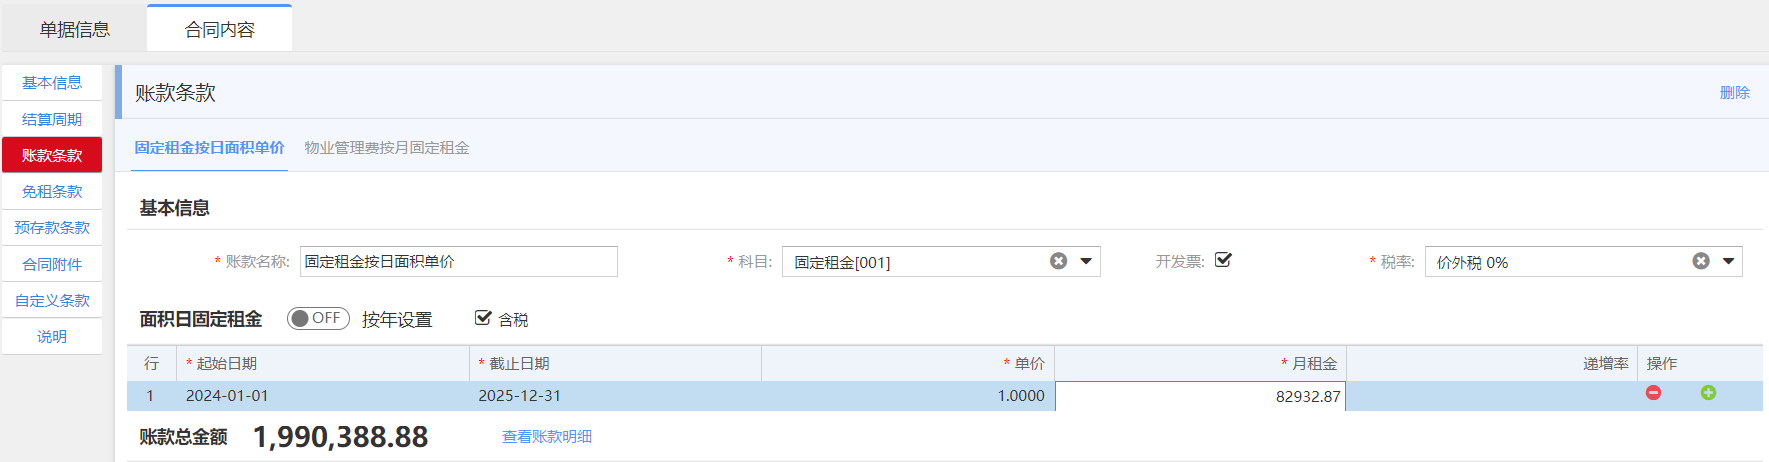 单据信息 合同内容
基本信息
结算周期
账款条款
免租条款
预存款条款
合同附件
自定义条款
说明
账款条款 删除
固定租金按日面积单价 物业管理费按月固定租金
基本信息
* 账款名称: 固定租金按日面积单价 * 科目: 固定租金[001] 开发票: * 税率: 价外税 0%
面积日固定租金 OFF 按年设置 含税
行 * 起始日期 * 截止日期 * 单价 * 月租金 递增率 操作
1 2024-01-01 2025-12-31 1.0000 82932.87
账款总金额 1,990,388.88 查看账款明细